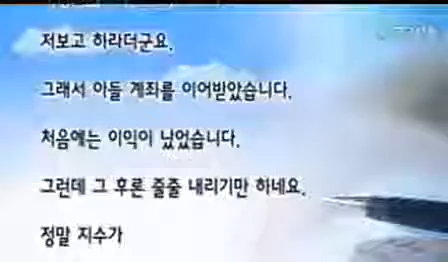 저보고 하라더군요.
그래서 아들 계좌를 이어받았습니다.
처음에는 이익이 났었습니다.
그런데 그 후론 줄줄 내리기만 하네요.
정말 지수가